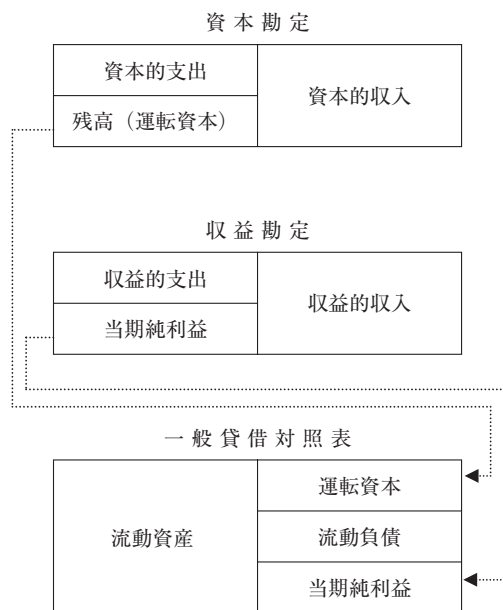 資本勘定
資本的支出
資本的収入
残高（運転資本）
収益勘定
収益的支出
収益的収入
当期純利益
一般貸借対照表
運転資本
流動資産
流動負債
当期純利益